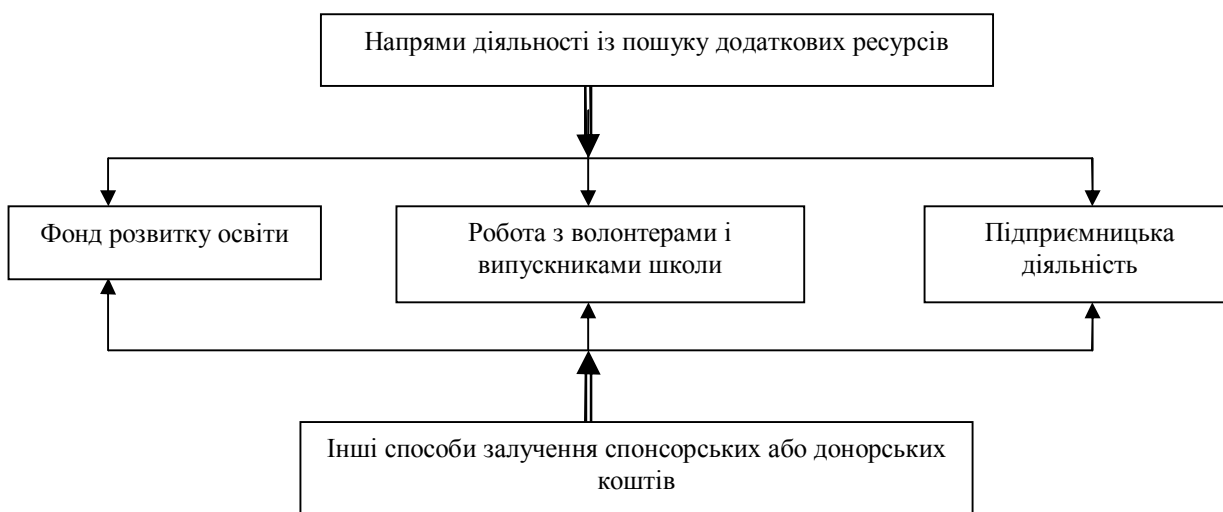 Напрями діяльності із пошуку додаткових ресурсів
Фонд розвитку освіти
Робота з волонтерами і
випускниками школи
Підприємницька
діяльність
Інші способи залучення спонсорських або донорських
коштів